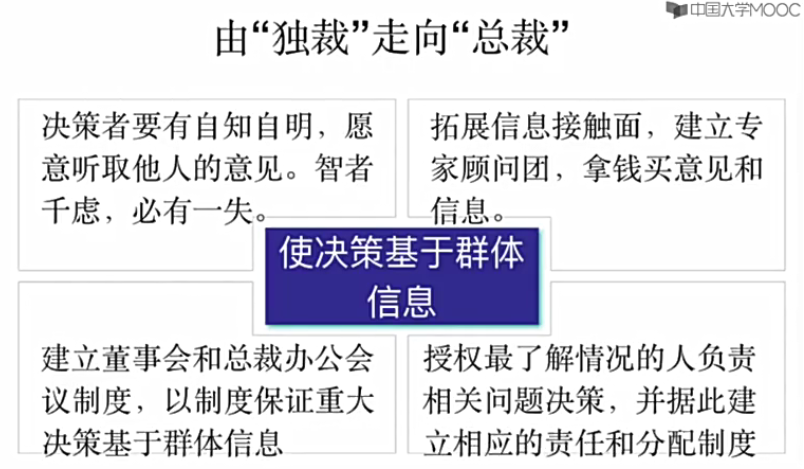 中国大学MOOC
由“独裁”走向“总裁”
决策者要有自知自明，愿
意听取他人的意见。智者
千虑，必有一失。
拓展信息接触面，建立专
家顾问团，拿钱买意见和
信息。
使决策基于群体
信息
建立董事会和总裁办公会
议制度，以制度保证重大
决策基于群体信息
授权最了解情况的人负责
相关问题决策，并据此建
立相应的责任和分配制度